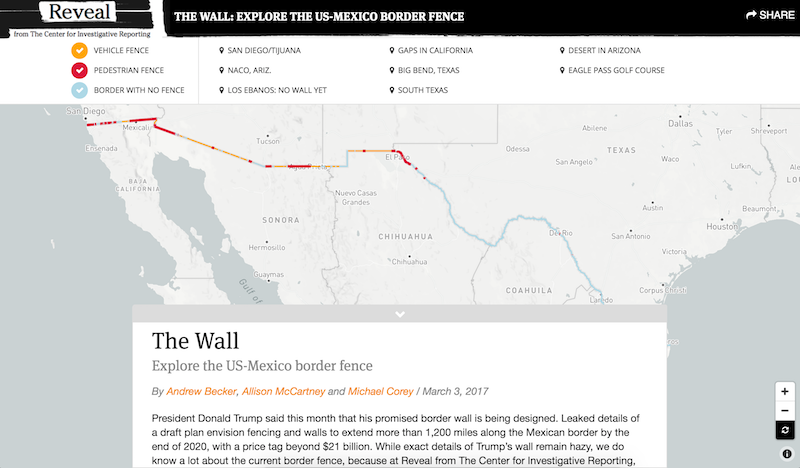 Reveal
from The Center for Investigative Reporting
THE WALL: EXPLORE THE US-MEXICO BORDER FENCE
SHARE
VEHICLE FENCE
PEDESTRIAN FENCE
BORDER WITH NO FENCE
SAN DIEGO/TIJUANA
NACO, ARIZ.
LOS EBANOS: NO WALL YET
GAPS IN CALIFORNIA
BIG BEND, TEXAS
SOUTH TEXAS
DESERT IN ARIZONA
EAGLE PASS GOLF COURSE
San Diego
Mexicali
Ensenada
BAJA
CALIFORNIA
Tucson
El Paso
Nuevo Casas
Grandes
SONORA
Hermosillo
Guaymas
Gulf of
CHIHUAHUA
Chihuahua
COAHUILA
Odessa
Abilene
San Angelo
TEXAS
Dallas
Tyler
Shreveport
Waco
Lufkin
Austin
Beaumont
Houston
Del Rio
San Antonio
Victoria
Laredo
Corpus Christi
The Wall
Explore the US-Mexico border fence
By Andrew Becker, Allison McCartney and Michael Corey / March 3, 2017
President Donald Trump said this month that his promised border wall is being designed. Leaked details of
a draft plan envision fencing and walls to extend more than 1,200 miles along the Mexican border by the
end of 2020, with a price tag beyond $21 billion. While exact details of Trump's wall remain hazy, we do
know a lot about the current border fence, because at Reveal from The Center for Investigative Reporting,